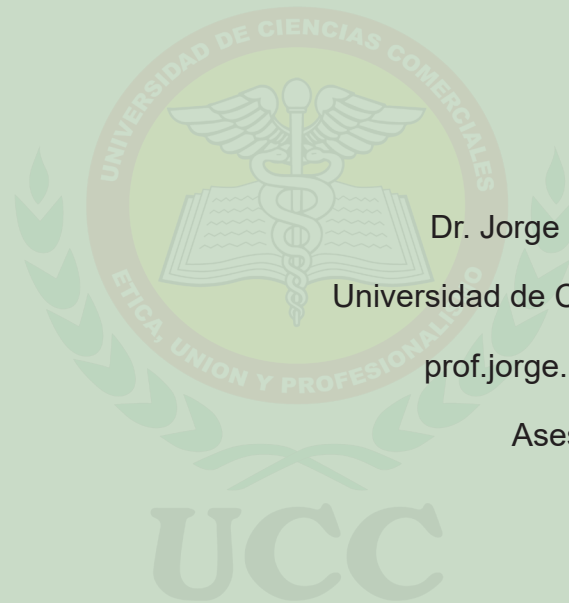 UNIVERSIDAD DE CIENCIAS COMERCIALES
Dr. Jorge
Universidad de C
prof.jorge.
Ases
ETICA, UNION Y PROFESIONALISMO
UCC